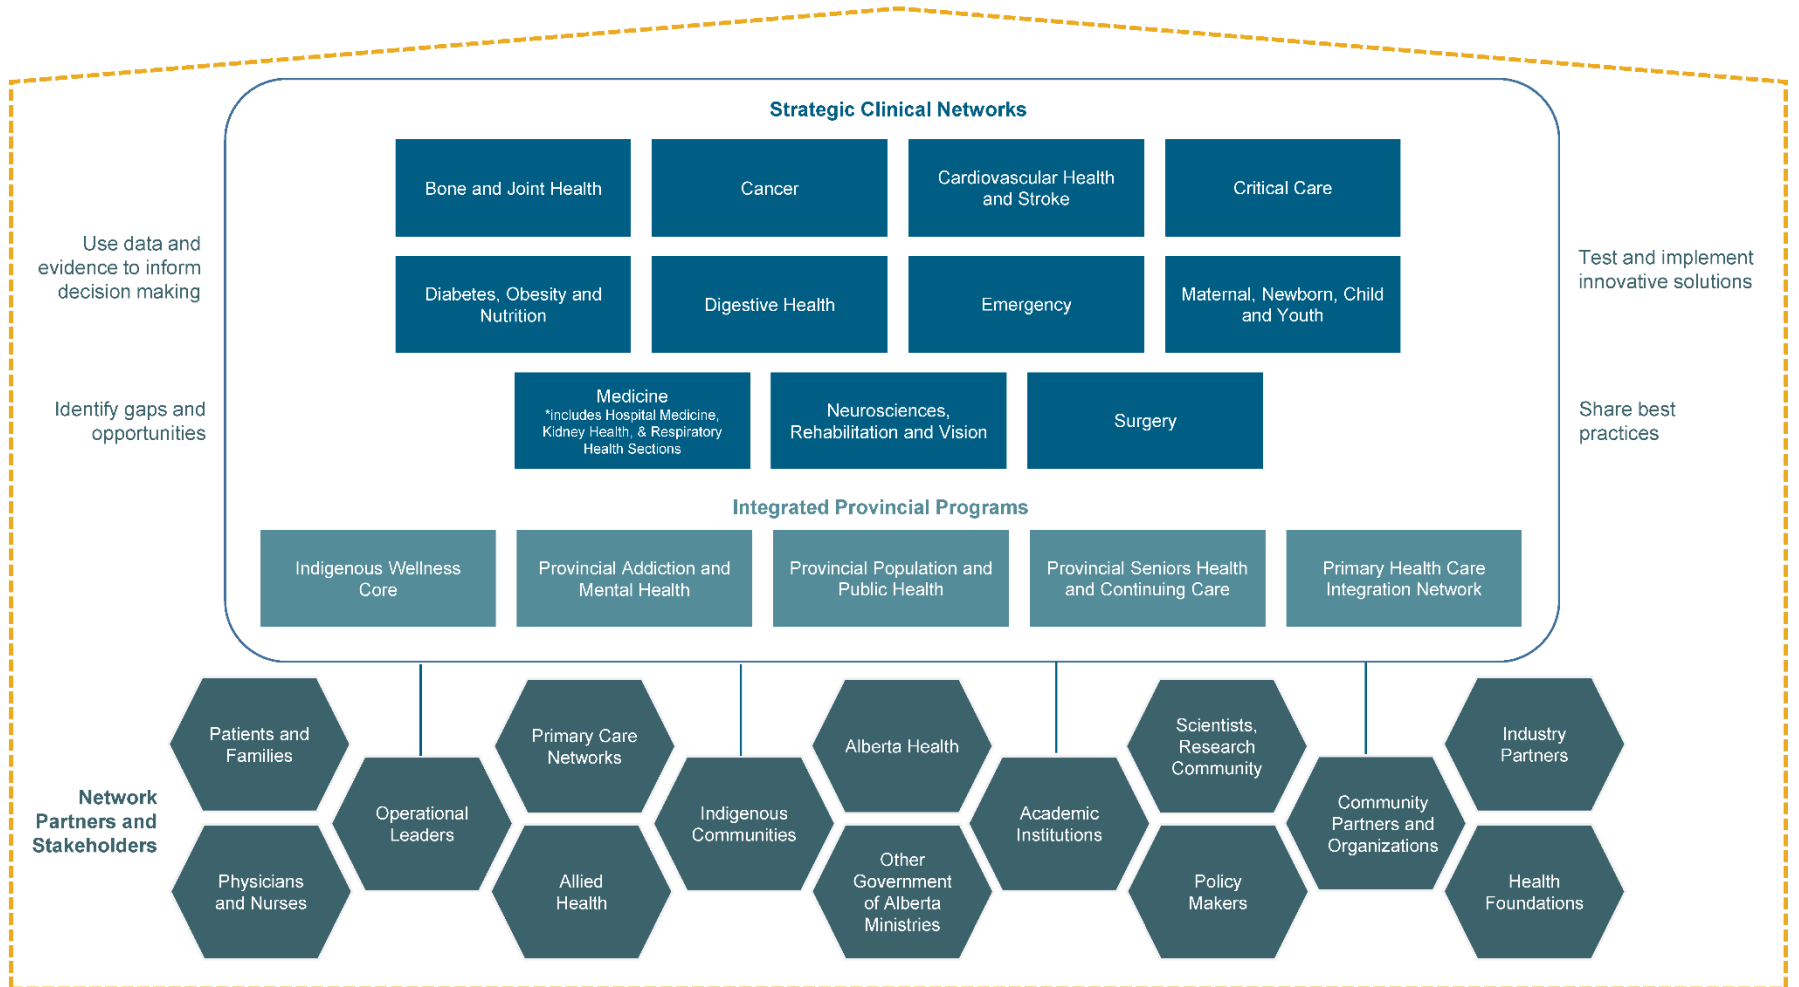 Strategic Clinical Networks
Bone and Joint Health
Cancer
Cardiovascular Health
and Stroke
Critical Care
Use data and
evidence to inform
decision making
Test and implement
innovative solutions
Diabetes, Obesity and
Nutrition
Digestive Health
Emergency
Maternal, Newborn, Child
and Youth
Identify gaps and
opportunities
Share best
practices
Medicine
*includes Hospital Medicine,
Kidney Health, & Respiratory
Health Sections
Neurosciences,
Rehabilitation and Vision
Surgery
Integrated Provincial Programs
Indigenous Wellness
Core
Provincial Addiction and
Mental Health
Provincial Population and
Public Health
Provincial Seniors Health
and Continuing Care
Primary Health Care
Integration Network
Network
Partners and
Stakeholders
Patients and
Families
Physicians
and Nurses
Operational
Leaders
Primary Care
Networks
Allied
Health
Indigenous
Communities
Alberta Health
Other
Government
of Alberta
Ministries
Academic
Institutions
Scientists,
Research
Community
Policy
Makers
Community
Partners and
Organizations
Industry
Partners
Health
Foundations